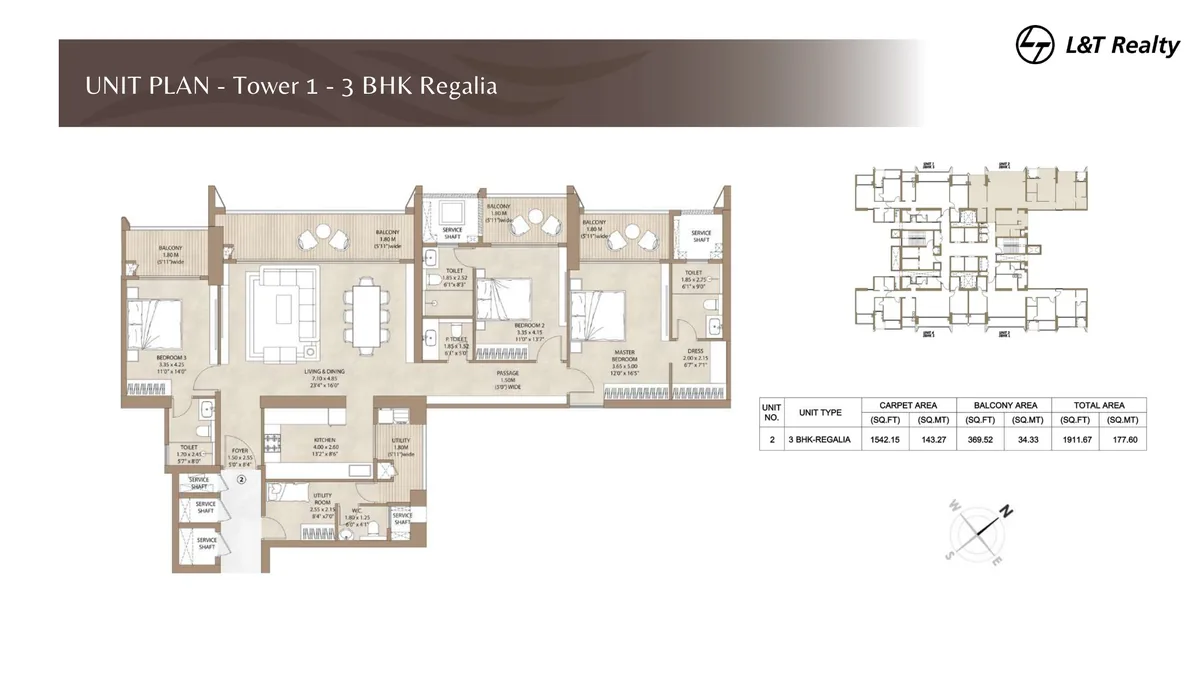 L&T Realty
UNIT PLAN - Tower 1 - 3 BHK Regalia
BALCONY
1.80 M
(5'11")wide
BALCONY
1.80 M
(5'11")wide
SERVICE
SHAFT
BALCONY
1.80 M
(5'11")wide
BALCONY
1.80 M
(5'11")wide
SERVICE
SHAFT
BEDROOM 3
3.35 x 4.25
11'0" x 14'0"
LIVING & DINING
7.10 x 4.85
23'4" x 16'0"
TOILET
1.85 x 2.52
6'1"x 8'3"
P. TOILET
1.85 x 1.52
6'1"x 5'0"
BEDROOM 2
3.35 x 4.15
11'0" x 13'7"
PASSAGE
1.50M
(5'0") WIDE
MASTER
BEDROOM
3.65 x 5.00
12'0" x 16'5"
TOILET
1.85 x 2.75
6'1" x 9'0"
DRESS
2.00 x 2.15
6'7" x 7'1"
TOILET
1.70 x 2.45
5'7" x 8'0"
FOYER
1.50 x 2.55
5'0" x 8'4"
KITCHEN
4.00 x 2.60
13'2" x 8'6"
UTILITY
1.80M
(5'11")wide
2
SERVICE
SHAFT
SERVICE
SHAFT
SERVICE
SHAFT
UTILITY
ROOM
2.55 x 2.15
8'4" x7'0"
W.C.
1.80 x 1.25
6'0" x 4'1"
SERVICE
SHAFT
UNIT NO. UNIT TYPE CARPET AREA BALCONY AREA TOTAL AREA
(SQ.FT) (SQ.MT) (SQ.FT) (SQ.MT) (SQ.FT) (SQ.MT)
2 3 BHK-REGALIA 1542.15 143.27 369.52 34.33 1911.67 177.60
W N
S E